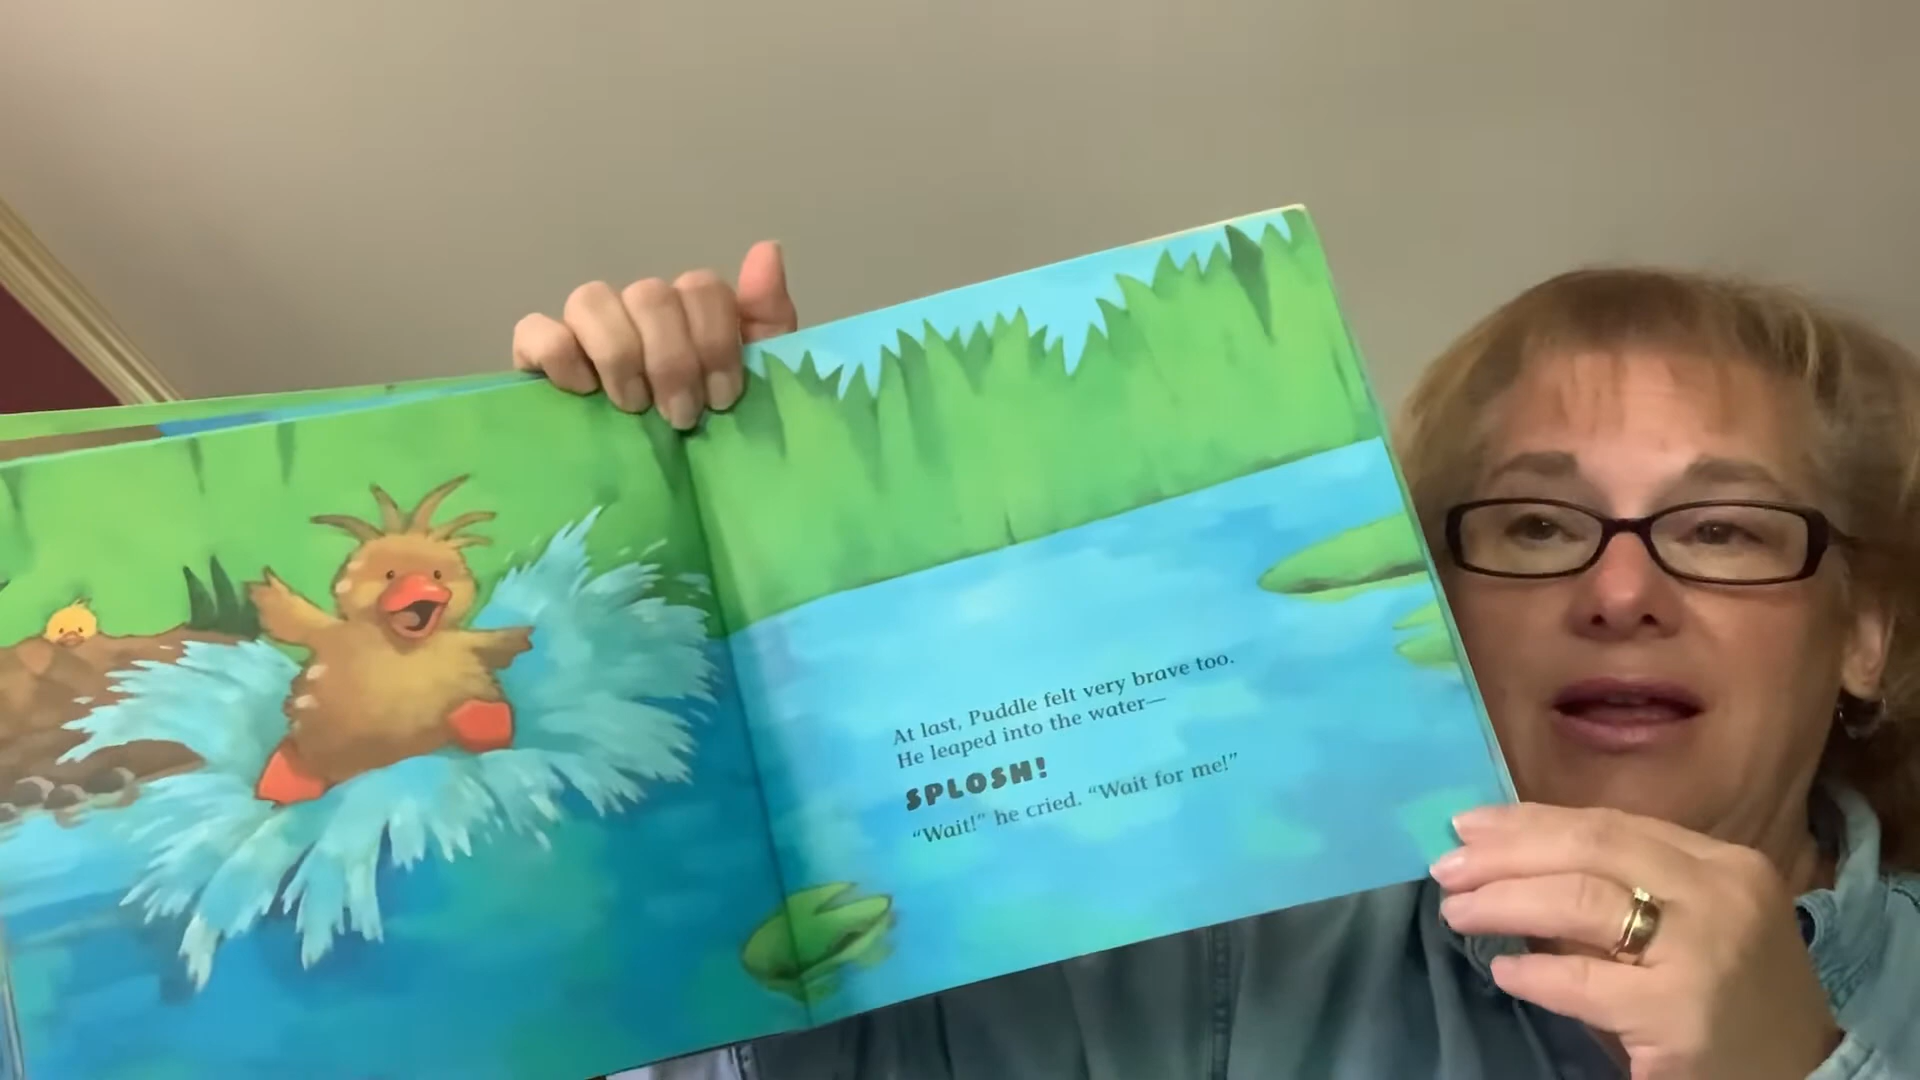 At last, Puddle felt very brave too.
He leaped into the water—
SPLOSH!
“Wait!” he cried. “Wait for me!”